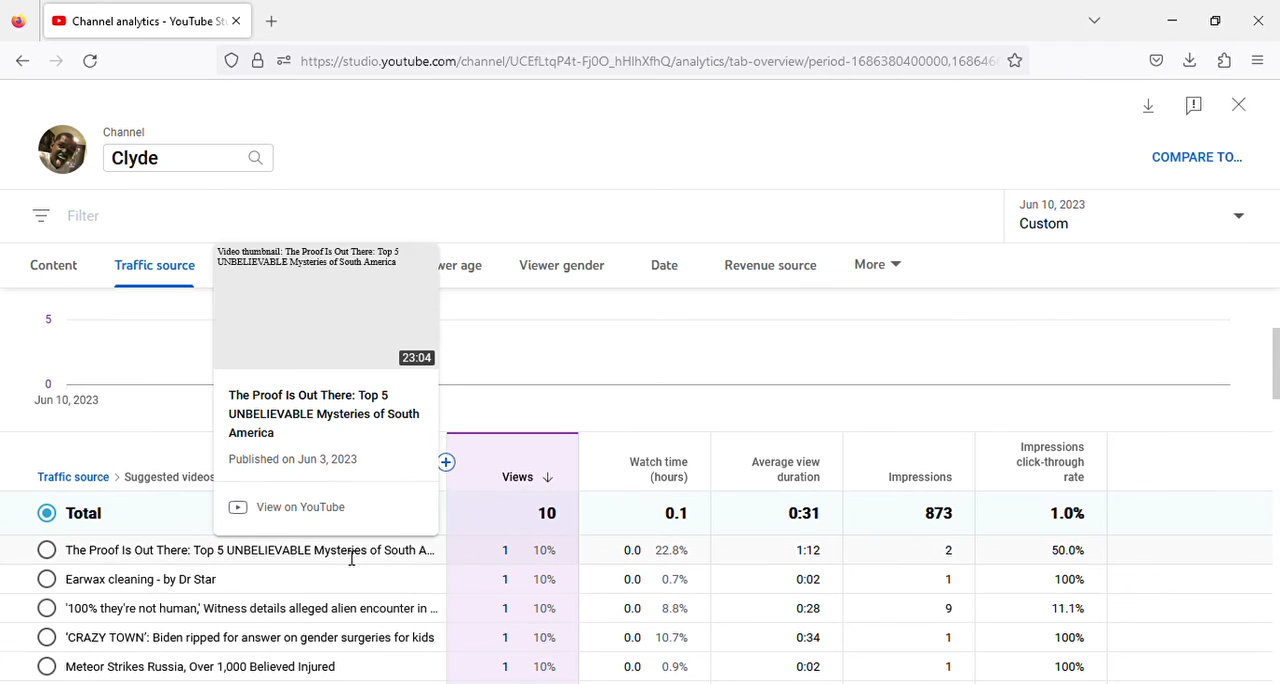 Channel analytics - YouTube St
https://studio.youtube.com/channel/UCEfLtqP4t-Fj0O_hHlhXfhQ/analytics/tab-overview/period-1686380400000,168646
Channel
Clyde
COMPARE TO...
Filter
Jun 10, 2023
Custom
Content
Traffic source
wer age
Viewer gender
Date
Revenue source
More
Video thumbnail: The Proof Is Out There: Top 5
UNBELIEVABLE Mysteries of South America
23:04
The Proof Is Out There: Top 5
UNBELIEVABLE Mysteries of South
America
Published on Jun 3, 2023
View on YouTube
5
0
Jun 10, 2023
Traffic source > Suggested videos
Views
Watch time
(hours)
Average view
duration
Impressions
Impressions
click-through
rate
Total 10 0.1 0:31 873 1.0%
The Proof Is Out There: Top 5 UNBELIEVABLE Mysteries of South A... 1 10% 0.0 22.8% 1:12 2 50.0%
Earwax cleaning - by Dr Star 1 10% 0.0 0.7% 0:02 1 100%
'100% they're not human,' Witness details alleged alien encounter in ... 1 10% 0.0 8.8% 0:28 9 11.1%
'CRAZY TOWN': Biden ripped for answer on gender surgeries for kids 1 10% 0.0 10.7% 0:34 1 100%
Meteor Strikes Russia, Over 1,000 Believed Injured 1 10% 0.0 0.9% 0:02 1 100%